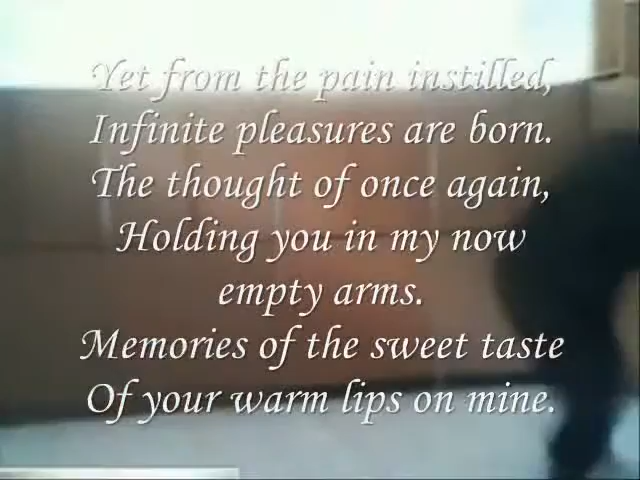 Yet from the pain instilled,
Infinite pleasures are born.
The thought of once again,
Holding you in my now
empty arms.
Memories of the sweet taste
Of your warm lips on mine.